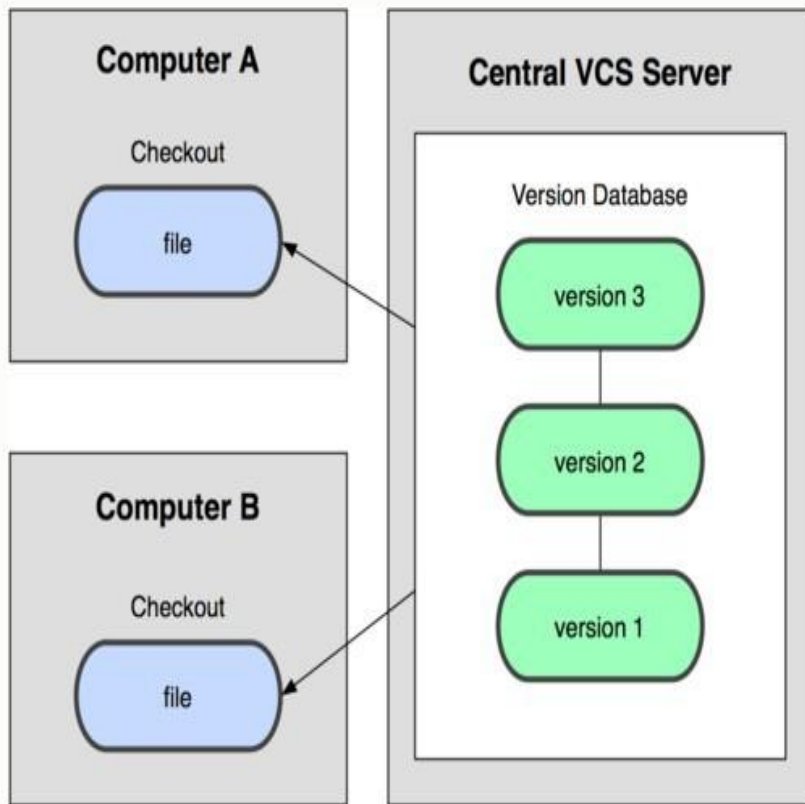 Computer A
Checkout
file
Computer B
Checkout
file
Central VCS Server
Version Database
version 3
version 2
version 1